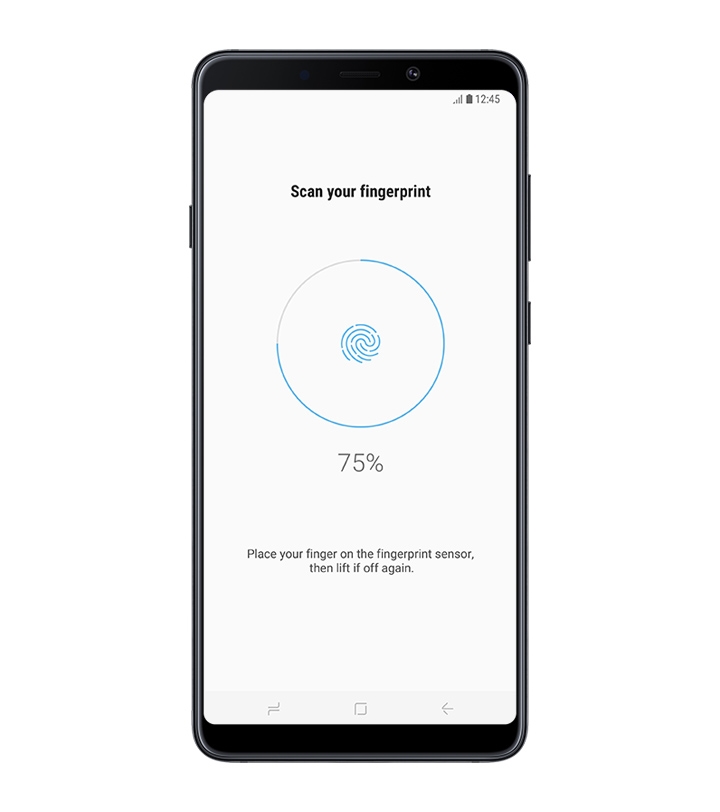 12:45
Scan your fingerprint
75%
Place your finger on the fingerprint sensor,
then lift if off again.